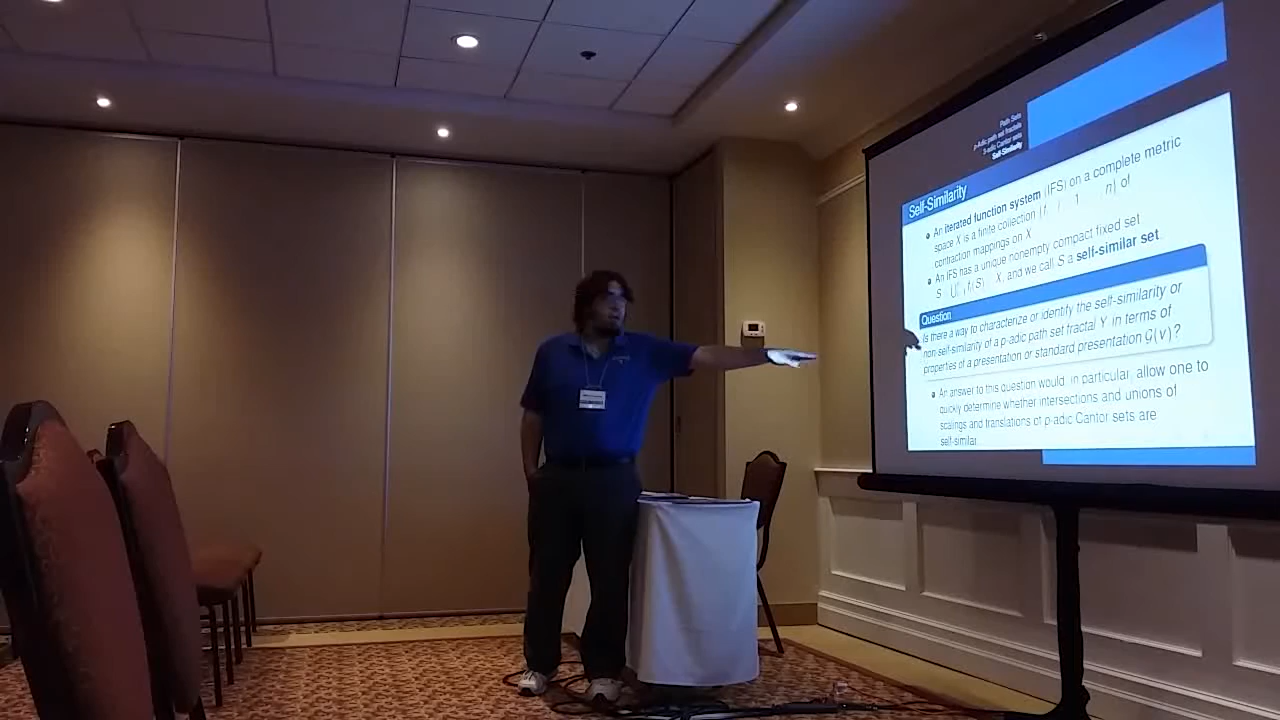 Path Sets
p-Adic path set fractals
3-adic Cantor sets
Self-Similarity
Self-Similarity
An iterated function system (IFS) on a complete metric
space X is a finite collection {f i 1 n} of
contraction mappings on X
An IFS has a unique nonempty compact fixed set
S f(S) X, and we call S a self-similar set.
Question
Is there a way to characterize or identify the self-similarity or
non-self-similarity of a p-adic path set fractal Y in terms of
properties of a presentation or standard presentation G(v)?
An answer to this question would, in particular, allow one to
quickly determine whether intersections and unions of
scalings and translations of p-adic Cantor sets are
self-similar.